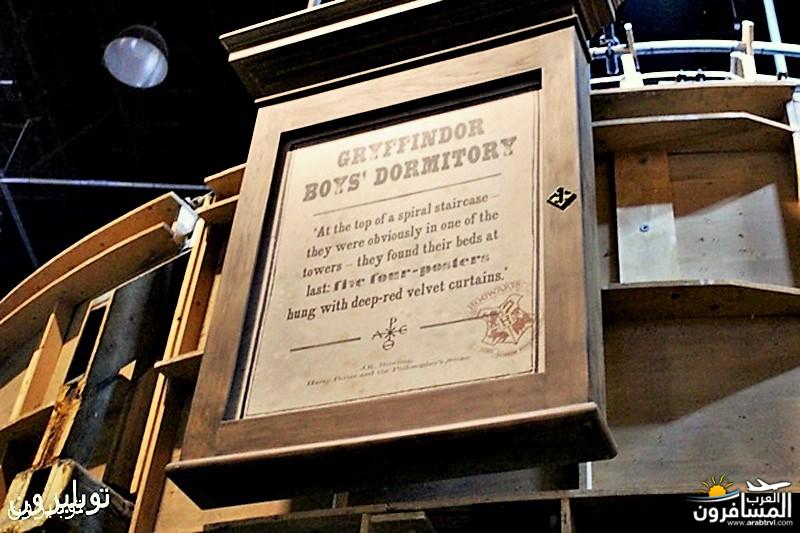 GRYFFINDOR
BOYS' DORMITORY
'At the top of a spiral staircase
they were obviously in one of the
towers – they found their beds at
last: five four-posters
hung with deep-red velvet curtains.'
HOGWARTS
J.K. Rowling,
Harry Potter and the Philosopher's Stone
توبليرون
العرب
المسافرون
www.arabtrvl.com